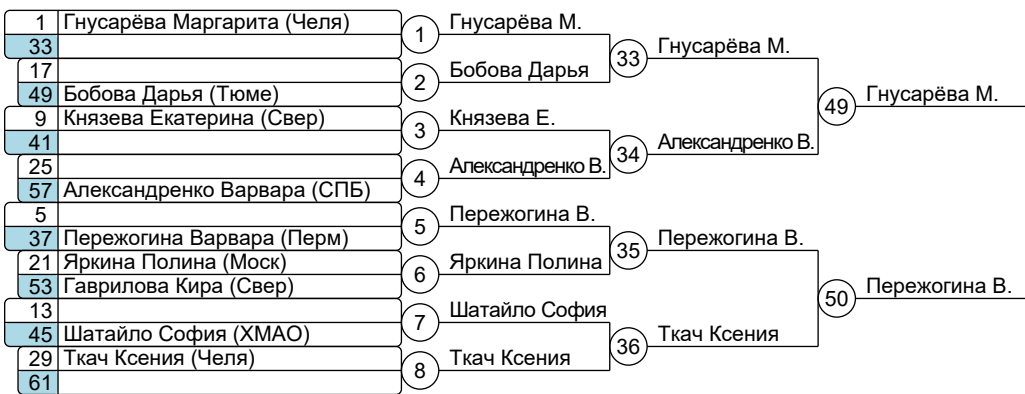 1 Гнусарёва Маргарита (Челя)
33
17
49 Бобова Дарья (Тюме)
9 Князева Екатерина (Свер)
41
25
57 Александренко Варвара (СПБ)
5
37 Пережогина Варвара (Перм)
21 Яркина Полина (Моск)
53 Гаврилова Кира (Свер)
13
45 Шатайло София (ХМАО)
29 Ткач Ксения (Челя)
61
1 Гнусарёва М.
2 Бобова Дарья
3 Князева Е.
4 Александренко В.
5 Пережогина В.
6 Яркина Полина
7 Шатайло София
8 Ткач Ксения
33 Гнусарёва М.
34 Александренко В.
35 Пережогина В.
36 Ткач Ксения
49 Гнусарёва М.
50 Пережогина В.